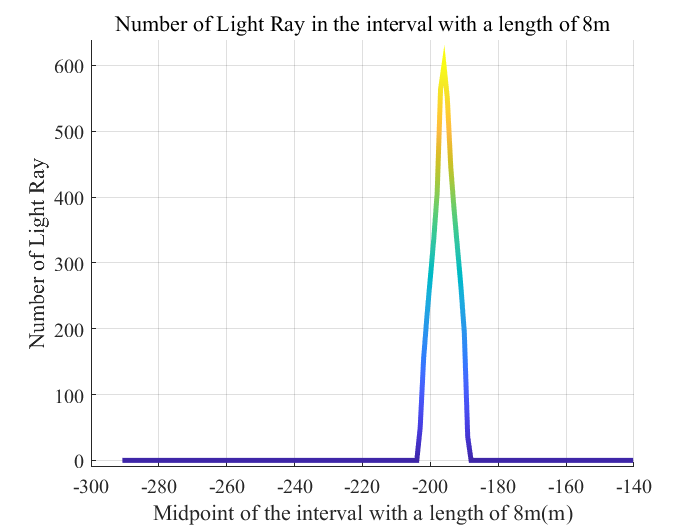 Number of Light Ray in the interval with a length of 8m
600
500
400
300
200
100
0
Number of Light Ray
-300 -280 -260 -240 -220 -200 -180 -160 -140
Midpoint of the interval with a length of 8m(m)